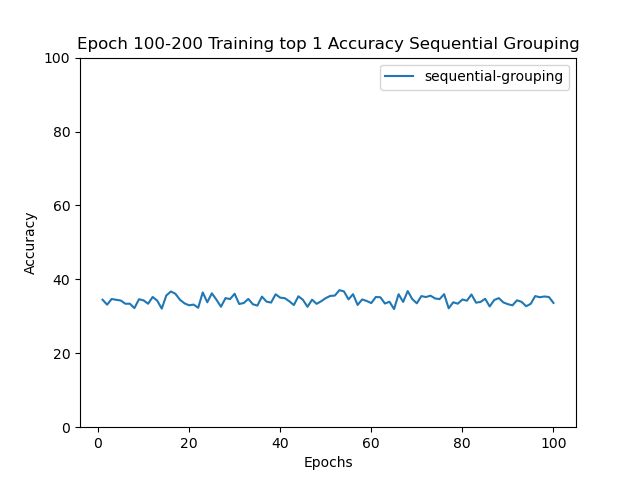 Epoch 100-200 Training top 1 Accuracy Sequential Grouping
sequential-grouping
Accuracy
100
80
60
40
20
0
0 20 40 60 80 100
Epochs